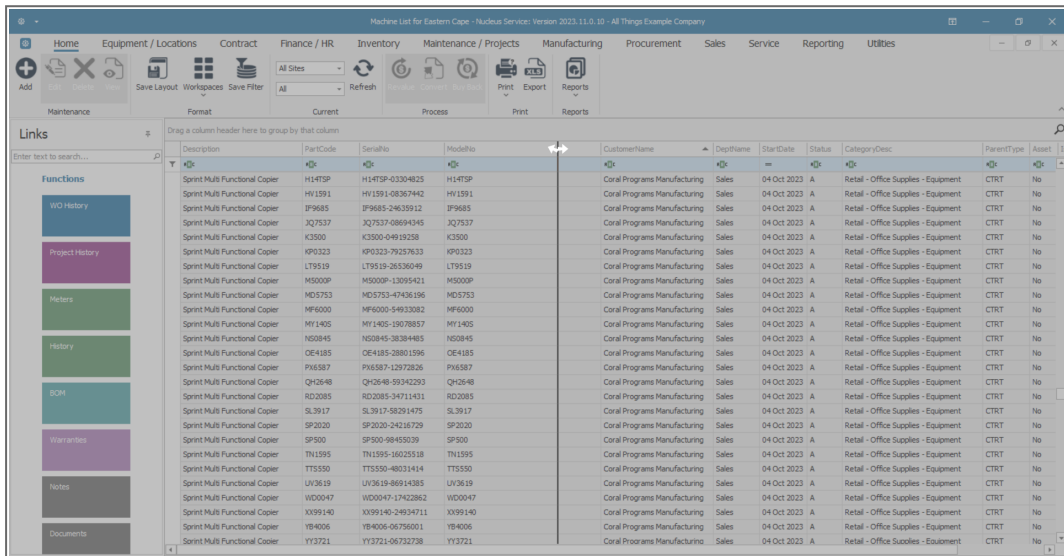 Machine List for Eastern Cape - Nucleus Service: Version 2023.11.0.10 - All Things Example Company
Home Equipment / Locations Contract Finance / HR Inventory Maintenance / Projects Manufacturing Procurement Sales Service Reporting Utilities
All Sites
All
Add Edit Delete View Save Layout Workspaces Save Filter Refresh Print Export Reports
XLS
Maintenance Format Current Process Print Reports
Links
Drag a column header here to group by that column
Enter text to search...
Description PartCode SerialNo ModelNo CustomerName DeptName StartDate Status CategoryDesc ParentType Asset
Functions
WO History
Project History
Meters
History
BOM
Warranties
Notes
Documents
Sprint Multi Functional Copier H14TSP H14TSP-03304825 H14TSP Coral Programs Manufacturing Sales 04 Oct 2023 A Retail - Office Supplies - Equipment CTRT No
Sprint Multi Functional Copier HV1591 HV1591-08367442 HV1591 Coral Programs Manufacturing Sales 04 Oct 2023 A Retail - Office Supplies - Equipment CTRT No
Sprint Multi Functional Copier IF9685 IF9685-24635912 IF9685 Coral Programs Manufacturing Sales 04 Oct 2023 A Retail - Office Supplies - Equipment CTRT No
Sprint Multi Functional Copier JQ7537 JQ7537-08694345 JQ7537 Coral Programs Manufacturing Sales 04 Oct 2023 A Retail - Office Supplies - Equipment CTRT No
Sprint Multi Functional Copier K3500 K3500-04919258 K3500 Coral Programs Manufacturing Sales 04 Oct 2023 A Retail - Office Supplies - Equipment CTRT No
Sprint Multi Functional Copier KP0323 KP0323-79257633 KP0323 Coral Programs Manufacturing Sales 04 Oct 2023 A Retail - Office Supplies - Equipment CTRT No
Sprint Multi Functional Copier LT9519 LT9519-26536049 LT9519 Coral Programs Manufacturing Sales 04 Oct 2023 A Retail - Office Supplies - Equipment CTRT No
Sprint Multi Functional Copier M5000P M5000P-13095421 M5000P Coral Programs Manufacturing Sales 04 Oct 2023 A Retail - Office Supplies - Equipment CTRT No
Sprint Multi Functional Copier MD5753 MD5753-47436196 MD5753 Coral Programs Manufacturing Sales 04 Oct 2023 A Retail - Office Supplies - Equipment CTRT No
Sprint Multi Functional Copier MF6000 MF6000-54933082 MF6000 Coral Programs Manufacturing Sales 04 Oct 2023 A Retail - Office Supplies - Equipment CTRT No
Sprint Multi Functional Copier MY140S MY140S-19078857 MY140S Coral Programs Manufacturing Sales 04 Oct 2023 A Retail - Office Supplies - Equipment CTRT No
Sprint Multi Functional Copier NS0845 NS0845-38384485 NS0845 Coral Programs Manufacturing Sales 04 Oct 2023 A Retail - Office Supplies - Equipment CTRT No
Sprint Multi Functional Copier OE4185 OE4185-28801596 OE4185 Coral Programs Manufacturing Sales 04 Oct 2023 A Retail - Office Supplies - Equipment CTRT No
Sprint Multi Functional Copier PX6587 PX6587-12972826 PX6587 Coral Programs Manufacturing Sales 04 Oct 2023 A Retail - Office Supplies - Equipment CTRT No
Sprint Multi Functional Copier QH2648 QH2648-59342293 QH2648 Coral Programs Manufacturing Sales 04 Oct 2023 A Retail - Office Supplies - Equipment CTRT No
Sprint Multi Functional Copier RD2085 RD2085-34711431 RD2085 Coral Programs Manufacturing Sales 04 Oct 2023 A Retail - Office Supplies - Equipment CTRT No
Sprint Multi Functional Copier SL3917 SL3917-58291475 SL3917 Coral Programs Manufacturing Sales 04 Oct 2023 A Retail - Office Supplies - Equipment CTRT No
Sprint Multi Functional Copier SP2020 SP2020-24216729 SP2020 Coral Programs Manufacturing Sales 04 Oct 2023 A Retail - Office Supplies - Equipment CTRT No
Sprint Multi Functional Copier SP500 SP500-98455039 SP500 Coral Programs Manufacturing Sales 04 Oct 2023 A Retail - Office Supplies - Equipment CTRT No
Sprint Multi Functional Copier TN1595 TN1595-16025518 TN1595 Coral Programs Manufacturing Sales 04 Oct 2023 A Retail - Office Supplies - Equipment CTRT No
Sprint Multi Functional Copier TTS550 TTS550-48031414 TTS550 Coral Programs Manufacturing Sales 04 Oct 2023 A Retail - Office Supplies - Equipment CTRT No
Sprint Multi Functional Copier UV3619 UV3619-86914385 UV3619 Coral Programs Manufacturing Sales 04 Oct 2023 A Retail - Office Supplies - Equipment CTRT No
Sprint Multi Functional Copier WD0047 WD0047-17422862 WD0047 Coral Programs Manufacturing Sales 04 Oct 2023 A Retail - Office Supplies - Equipment CTRT No
Sprint Multi Functional Copier XX99140 XX99140-24934711 XX99140 Coral Programs Manufacturing Sales 04 Oct 2023 A Retail - Office Supplies - Equipment CTRT No
Sprint Multi Functional Copier YB4006 YB4006-06756001 YB4006 Coral Programs Manufacturing Sales 04 Oct 2023 A Retail - Office Supplies - Equipment CTRT No
Sprint Multi Functional Copier YY3721 YY3721-06732738 YY3721 Coral Programs Manufacturing Sales 04 Oct 2023 A Retail - Office Supplies - Equipment CTRT No